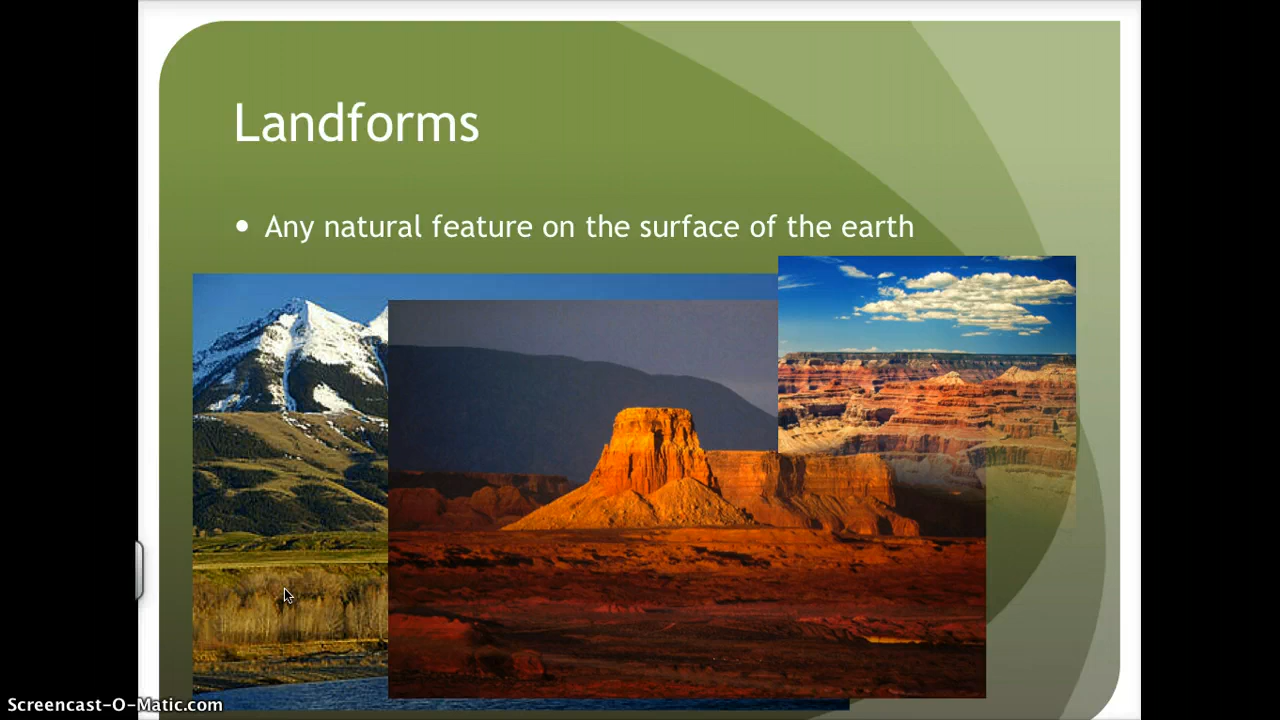 Landforms
• Any natural feature on the surface of the earth
Screencast-O-Matic.com